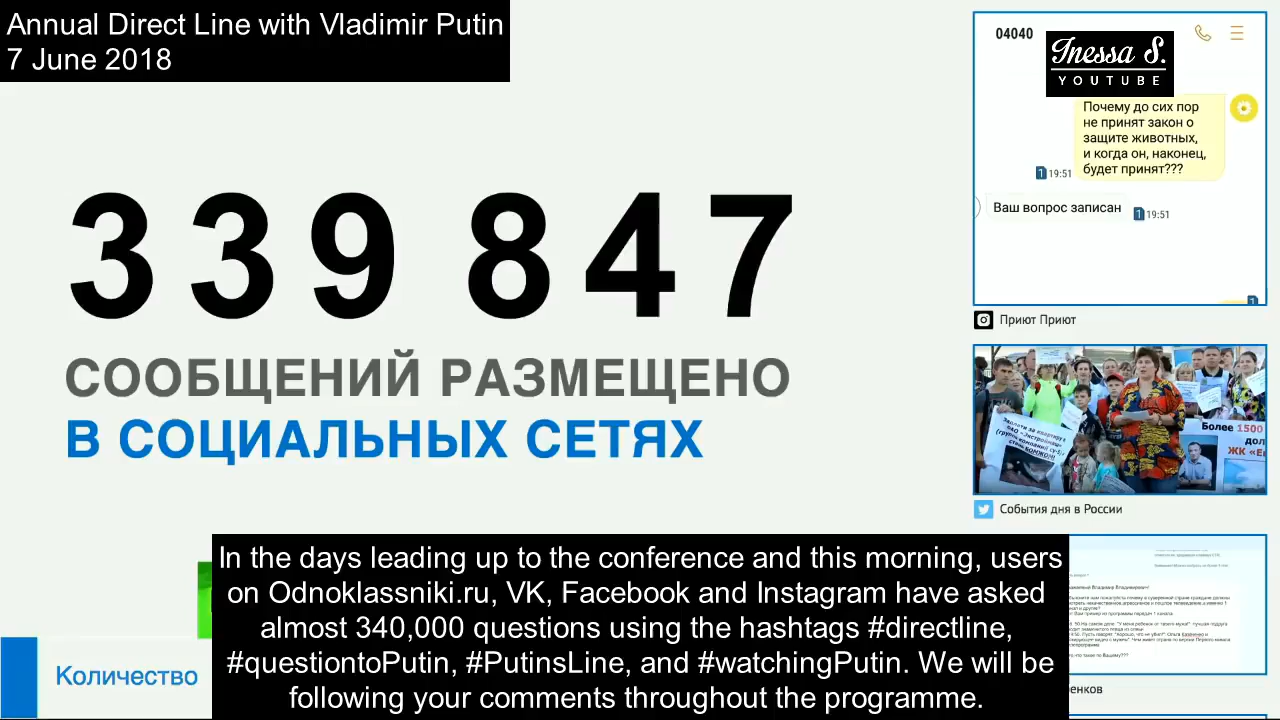 Annual Direct Line with Vladimir Putin
7 June 2018
339 847
СООБЩЕНИЙ РАЗМЕЩЕНО
В СОЦИАЛЬНЫХ СЕТЯХ
Количество
04040
Inessa S.
YOUTUBE
Почему до сих пор
не принят закон о
защите животных,
и когда он, наконец,
будет принят???
1 19:51
Ваш вопрос записан
1 19:51
1
Приют Приют
Более 1500
ЖК
События дня в России
In the days leading up to the conference and this morning, users
on Odnoklassniki.ru, VK, Facebook and Instagram have asked
almost questions using the hashtags #directline,
#questiontoPutin, #PutinsLine, and #watchingPutin. We will be
following your comments throughout the programme.